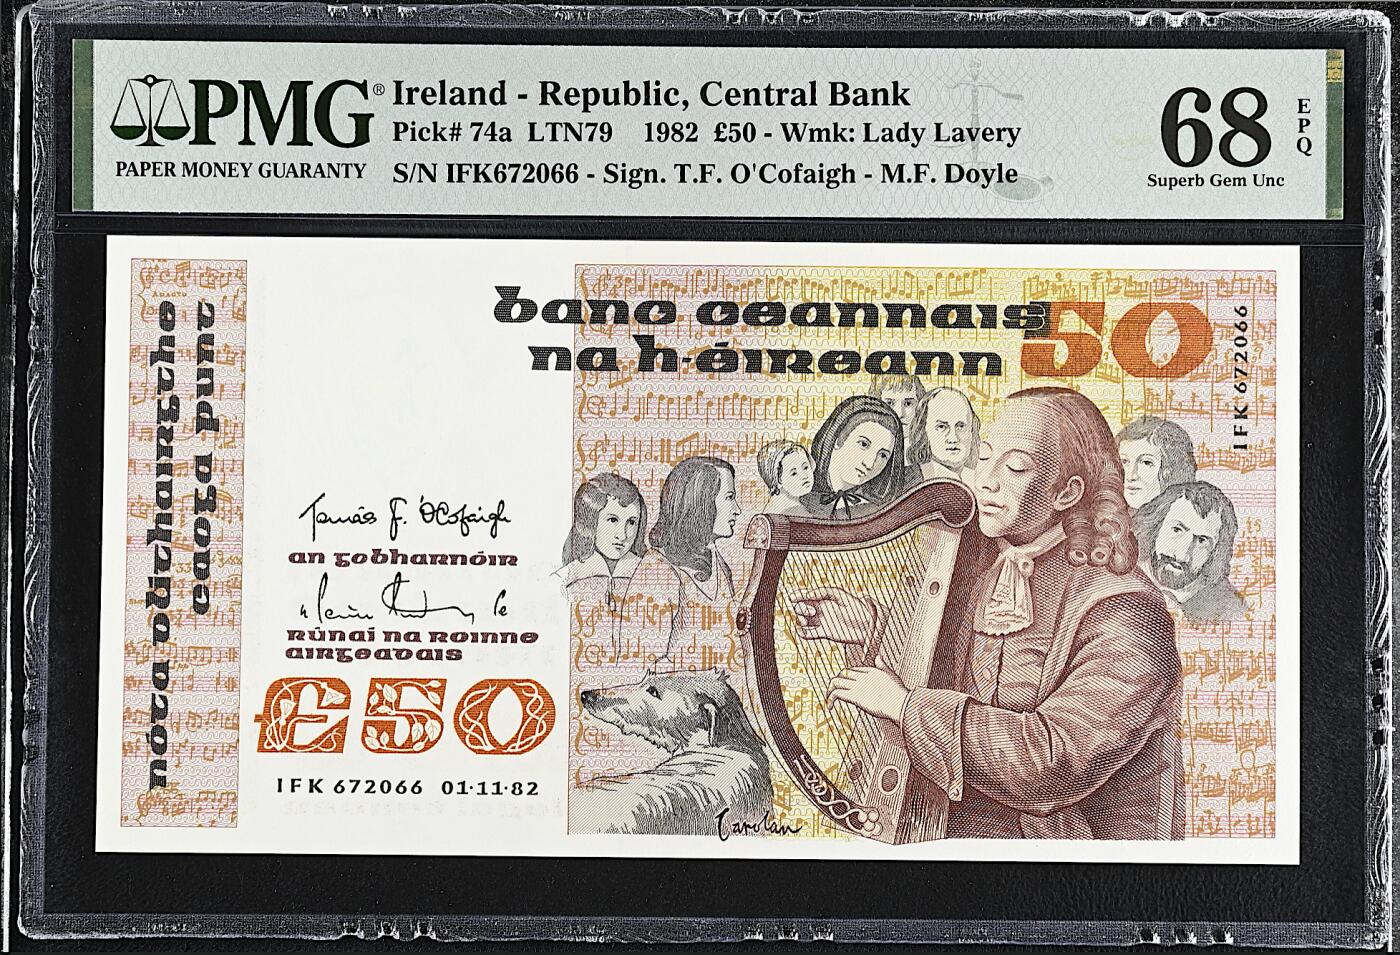 PMG®
PAPER MONEY GUARANTY
Ireland - Republic, Central Bank
Pick# 74a LTN79 1982 £50 - Wmk: Lady Lavery
S/N IFK672066 - Sign. T.F. O'Cofaigh - M.F. Doyle
68
EPQ
Superb Gem Unc
banc ceannais
na h-éireann
50
IFK 672066
nóta dlíthairgthe
caoga punt
Tomás F. Ó'Cofaigh
an gobharnóir
rúnaí na roinne
airgeadais
£50
IFK 672066 01·11·82
Carolan